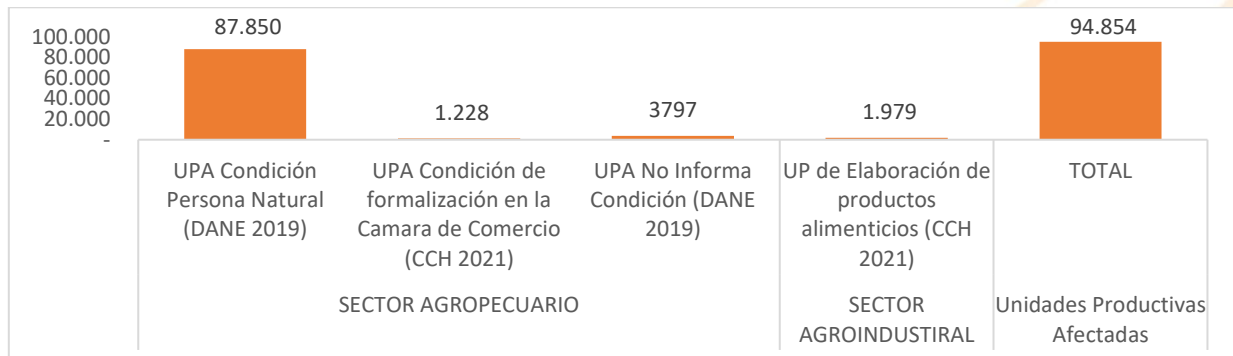 100.000
80.000
60.000
40.000
20.000
-
87.850
1.228
3797
1.979
94.854
UPA Condición
Persona Natural
(DANE 2019)
UPA Condición de
formalización en la
Camara de Comercio
(CCH 2021)
UPA No Informa
Condición (DANE
2019)
UP de Elaboración de
productos
alimenticios (CCH
2021)
TOTAL
SECTOR AGROPECUARIO
SECTOR
AGROINDUSTIRAL
Unidades Productivas
Afectadas